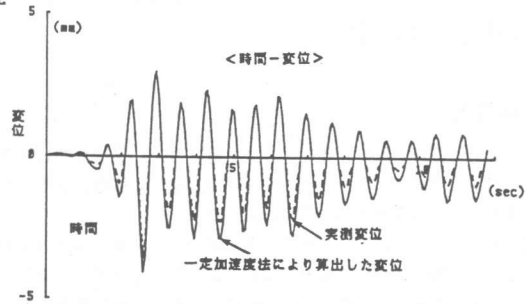 5
(mm)
<時間-変位>
変
位
0
5
(sec)
時間
実測変位
一定加速度法により算出した変位
-5